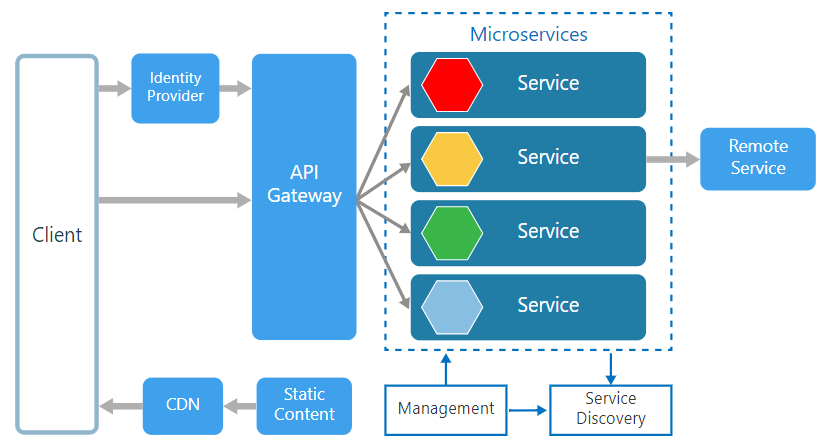 Microservices
Identity
Provider
API
Gateway
Service
Service
Service
Service
Remote
Service
Client
CDN
Static
Content
Management
Service
Discovery